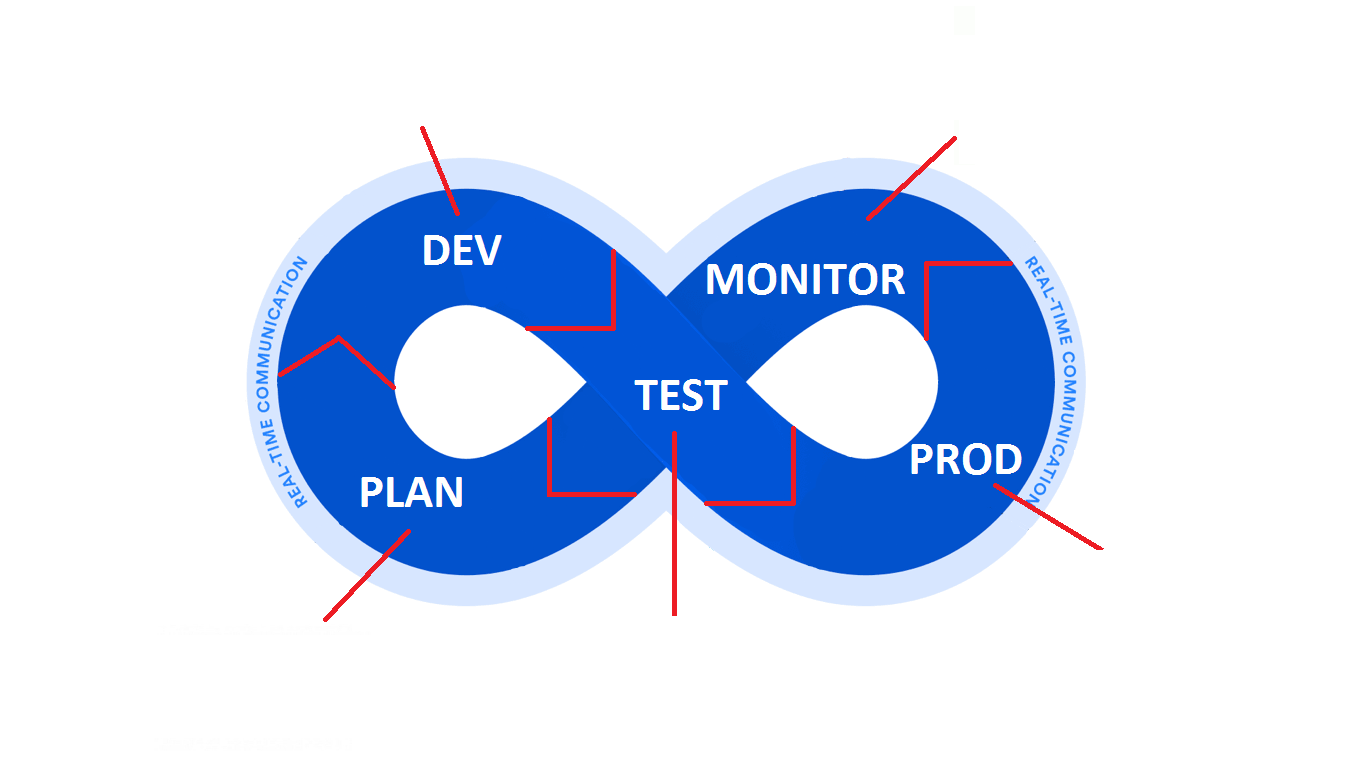 DEV
MONITOR
REAL-TIME COMMUNICATION
REAL-TIME COMMUNICATION
TEST
PROD
PLAN